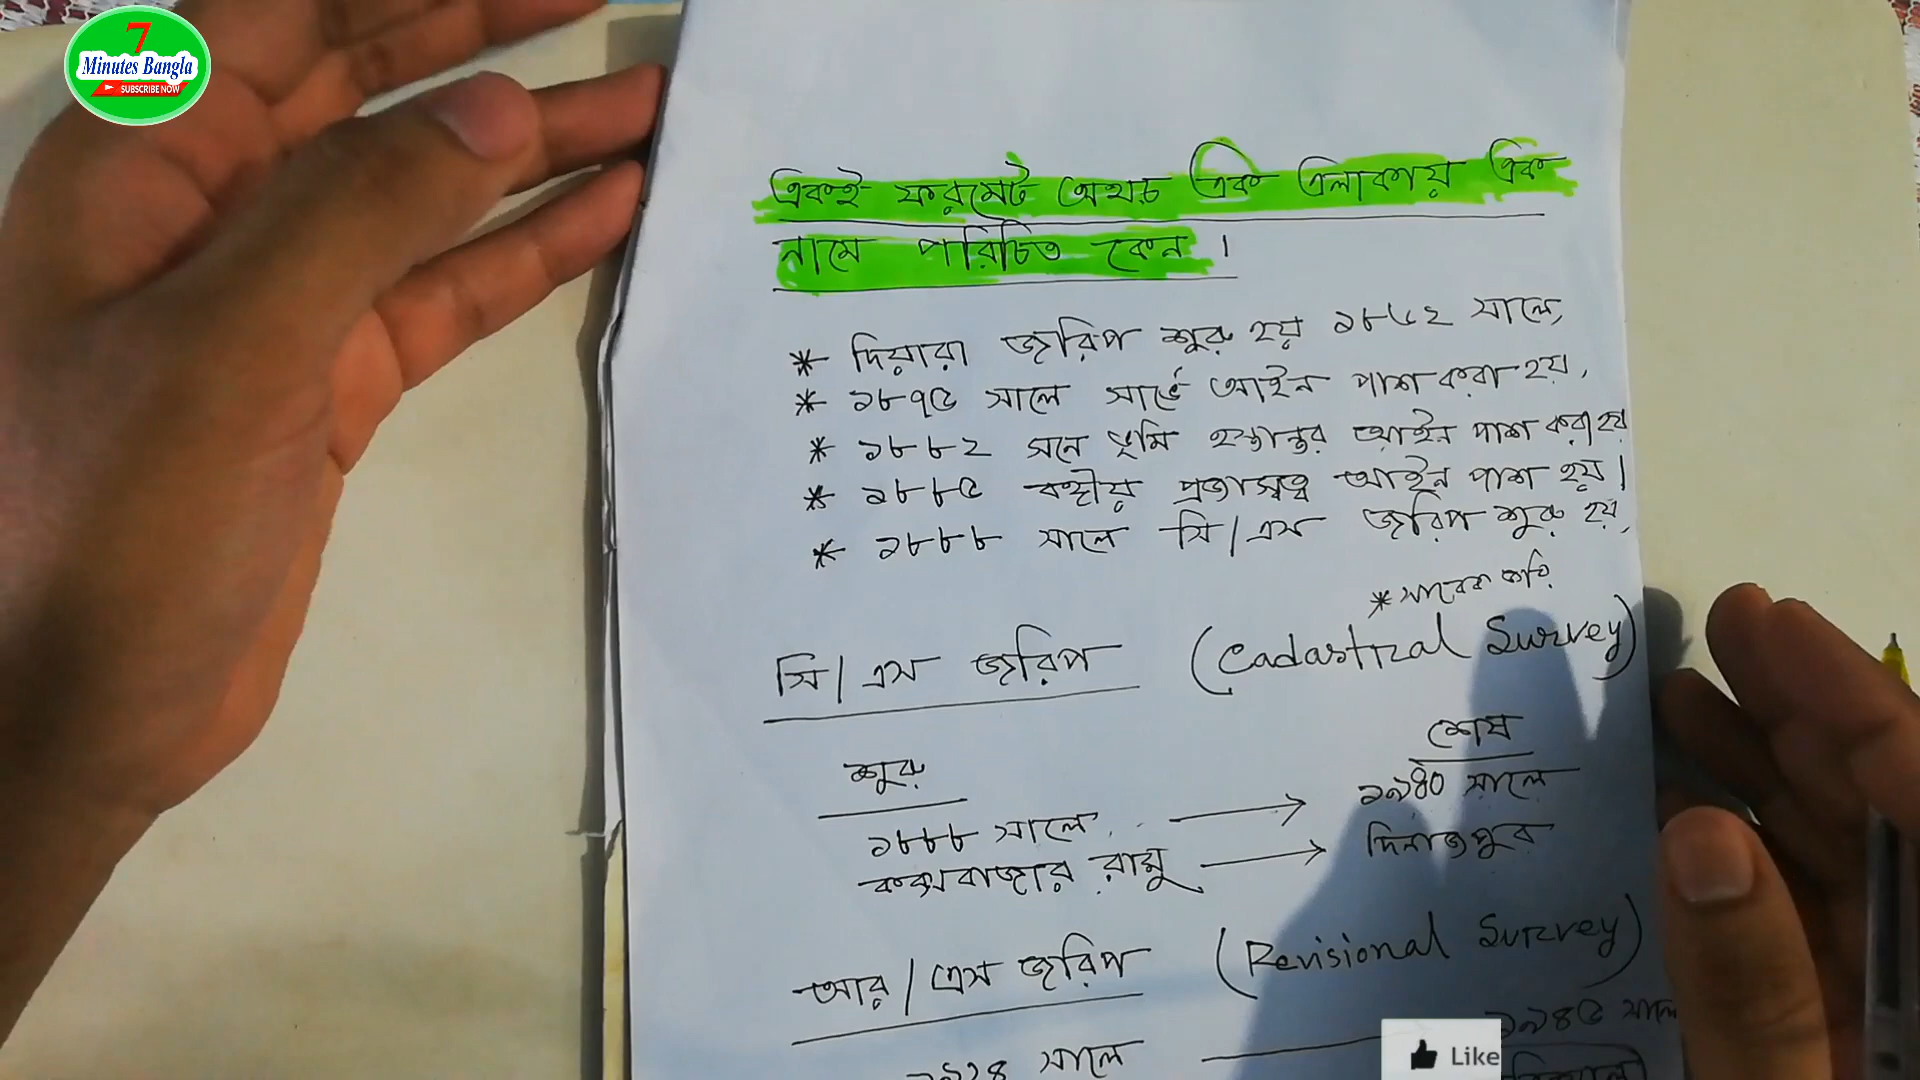 7
Minutes Bangla
SUBSCRIBE NOW
একই ফরমেট অথচ একে এলাকায় একে
নামে পরিচিত কেন ।
* দিয়ারা জরিপ শুরু হয় ১৮৬২ সালে,
* ১৮৭৫ সালে সার্ভে আইন পাশ করা হয়,
* ১৮৮২ সনে ভূমি হস্তান্তর আইন পাশ করা হয়
* ১৮৮৫ বঙ্গীয় প্রজাস্বত্ব আইন পাশ হয় ।
* ১৮৮৮ সালে সি/এস জরিপ শুরু হয়,
* সাবেক
সি/এস জরিপ (Cadastral Survey)
শুরু শেষ
১৮৮৮ সালে → ১৯৪০ সালে
কক্সবাজার রামু → দিনাজপুর
আর/এস জরিপ (Revisional Survey)
সালে ১৯৪৫ সালে
Like